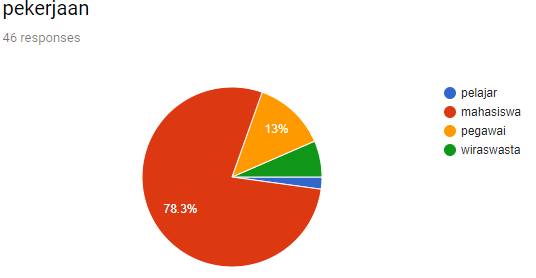 pekerjaan
46 responses
pelajar
mahasiswa
pegawai
wiraswasta
13%
78.3%